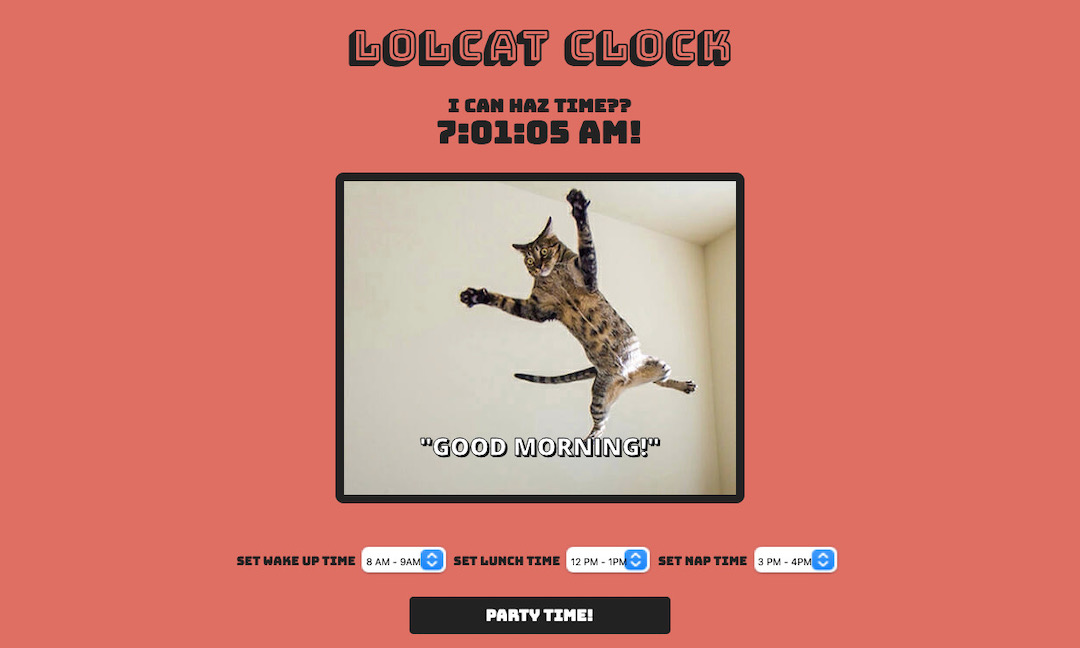 LOLCAT CLOCK
I CAN HAZ TIME??
7:01:05 AM!
"GOOD MORNING!"
SET WAKE UP TIME 8 AM - 9AM SET LUNCH TIME 12 PM - 1PM SET NAP TIME 3 PM - 4PM
PARTY TIME!